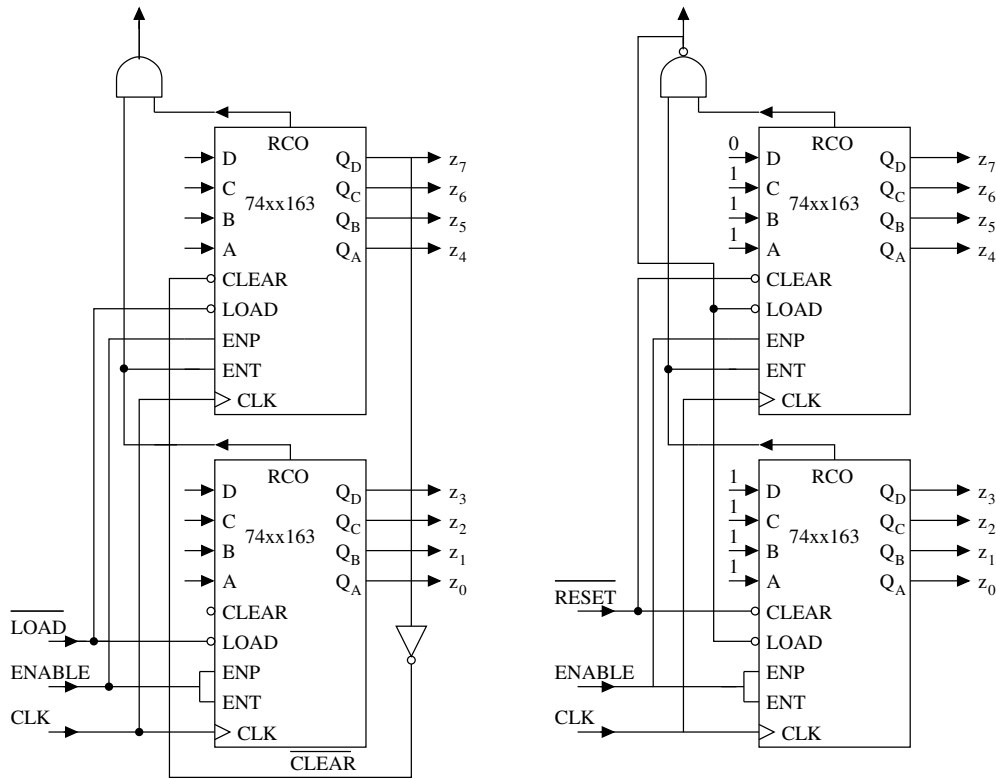 RCO
D
C
B
A
74xx163
QD
QC
QB
QA
z7
z6
z5
z4
CLEAR
LOAD
ENP
ENT
CLK
RCO
D
C
B
A
74xx163
QD
QC
QB
QA
z3
z2
z1
z0
CLEAR
LOAD
ENP
ENT
CLK
LOAD
ENABLE
CLK
CLEAR
RCO
0
1
1
1
D
C
B
A
74xx163
QD
QC
QB
QA
z7
z6
z5
z4
CLEAR
LOAD
ENP
ENT
CLK
RCO
1
1
1
1
D
C
B
A
74xx163
QD
QC
QB
QA
z3
z2
z1
z0
CLEAR
LOAD
ENP
ENT
CLK
RESET
ENABLE
CLK